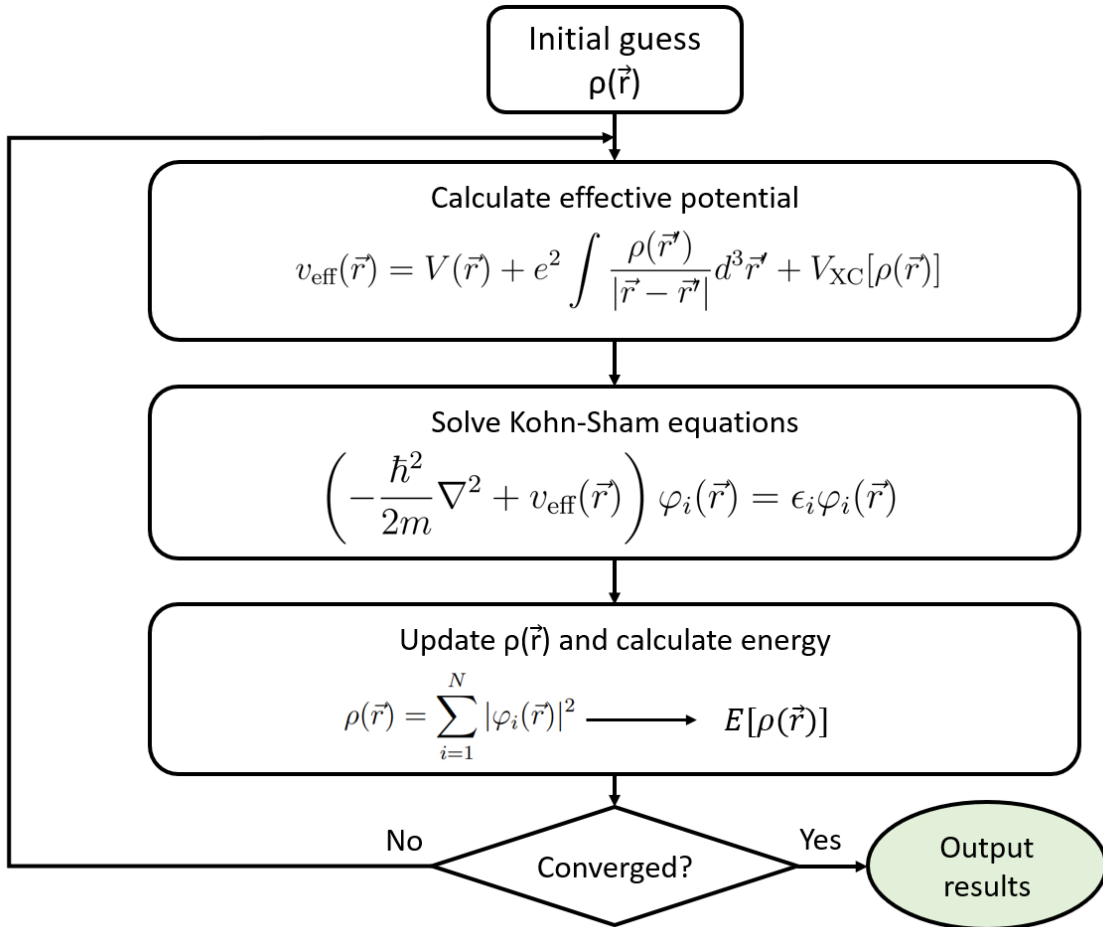 Initial guess
ρ(r⃗)
Calculate effective potential
v_eff(r⃗) = V(r⃗) + e² ∫ ρ(r⃗′)/|r⃗ − r⃗′| d³r⃗′ + V_XC[ρ(r⃗)]
Solve Kohn-Sham equations
(−ℏ²/2m ∇² + v_eff(r⃗)) φ_i(r⃗) = ϵ_i φ_i(r⃗)
Update ρ(r⃗) and calculate energy
ρ(r⃗) = ∑_{i=1}^{N} |φ_i(r⃗)|² ⟶ E[ρ(r⃗)]
No
Converged?
Yes
Output
results